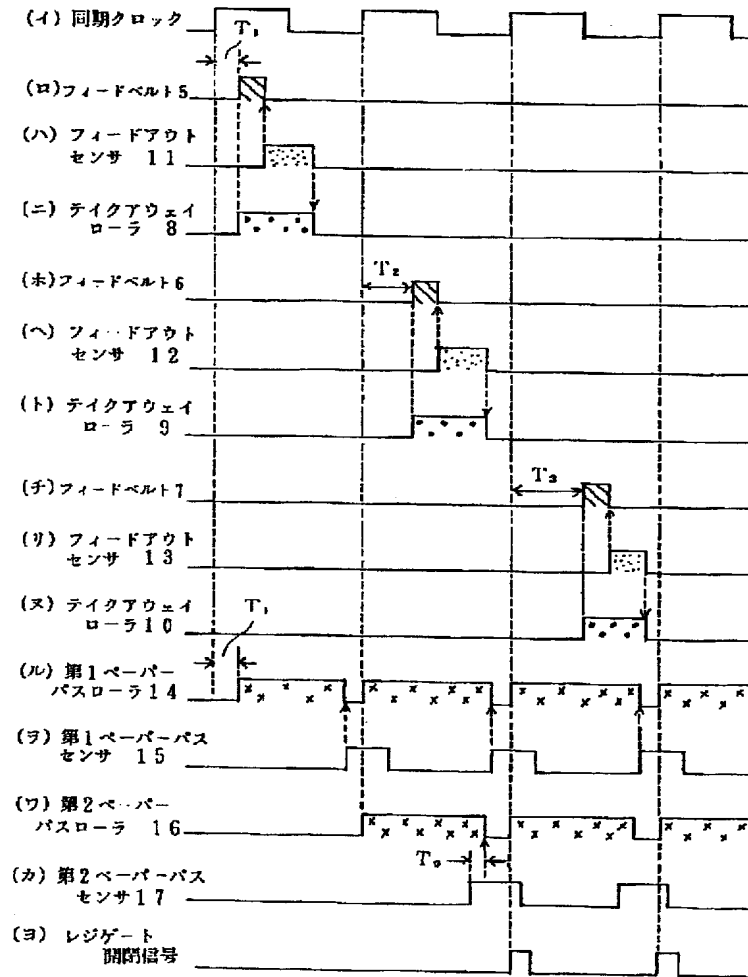 (イ) 同期クロック
T₁
(ロ)フィードベルト5
(ハ) フィードアウト
センサ 11
(ニ) テイクアウェイ
ローラ 8
(ホ)フィードベルト6
T₂
(ヘ) フィードアウト
センサ 12
(ト) テイクアウェイ
ローラ 9
(チ)フィードベルト7
T₃
(リ) フィードアウト
センサ 13
(ヌ) テイクアウェイ
ローラ10
T₁
(ル) 第1ペーパー
パスローラ14
(ヲ) 第1ペーパーパス
センサ 15
(ワ) 第2ペーパー
パスローラ 16
(カ) 第2ペーパーパス
センサ17
(ヨ) レジゲート
開閉信号